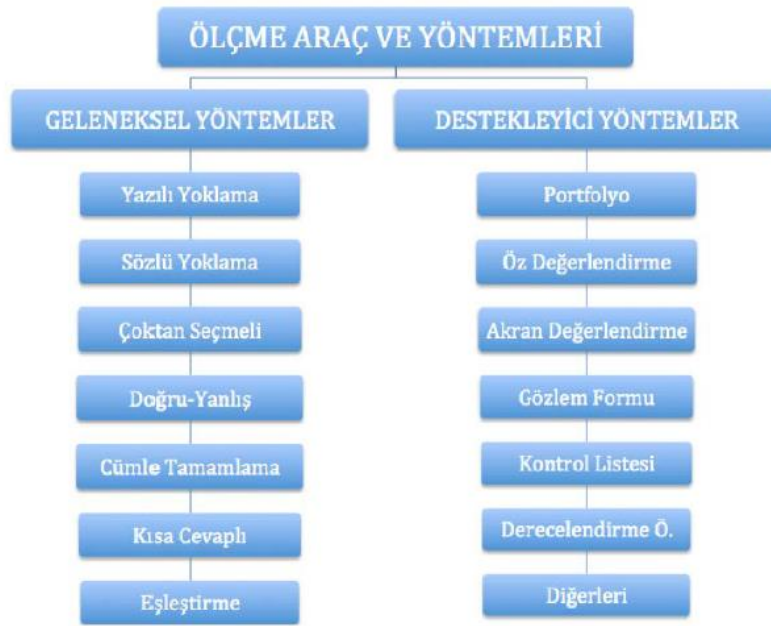 ÖLÇME ARAÇ VE YÖNTEMLERİ
GELENEKSEL YÖNTEMLER
Yazılı Yoklama
Sözlü Yoklama
Çoktan Seçmeli
Doğru-Yanlış
Cümle Tamamlama
Kısa Cevaplı
Eşleştirme
DESTEKLEYİCİ YÖNTEMLER
Portfolyo
Öz Değerlendirme
Akran Değerlendirme
Gözlem Formu
Kontrol Listesi
Derecelendirme Ö.
Diğerleri